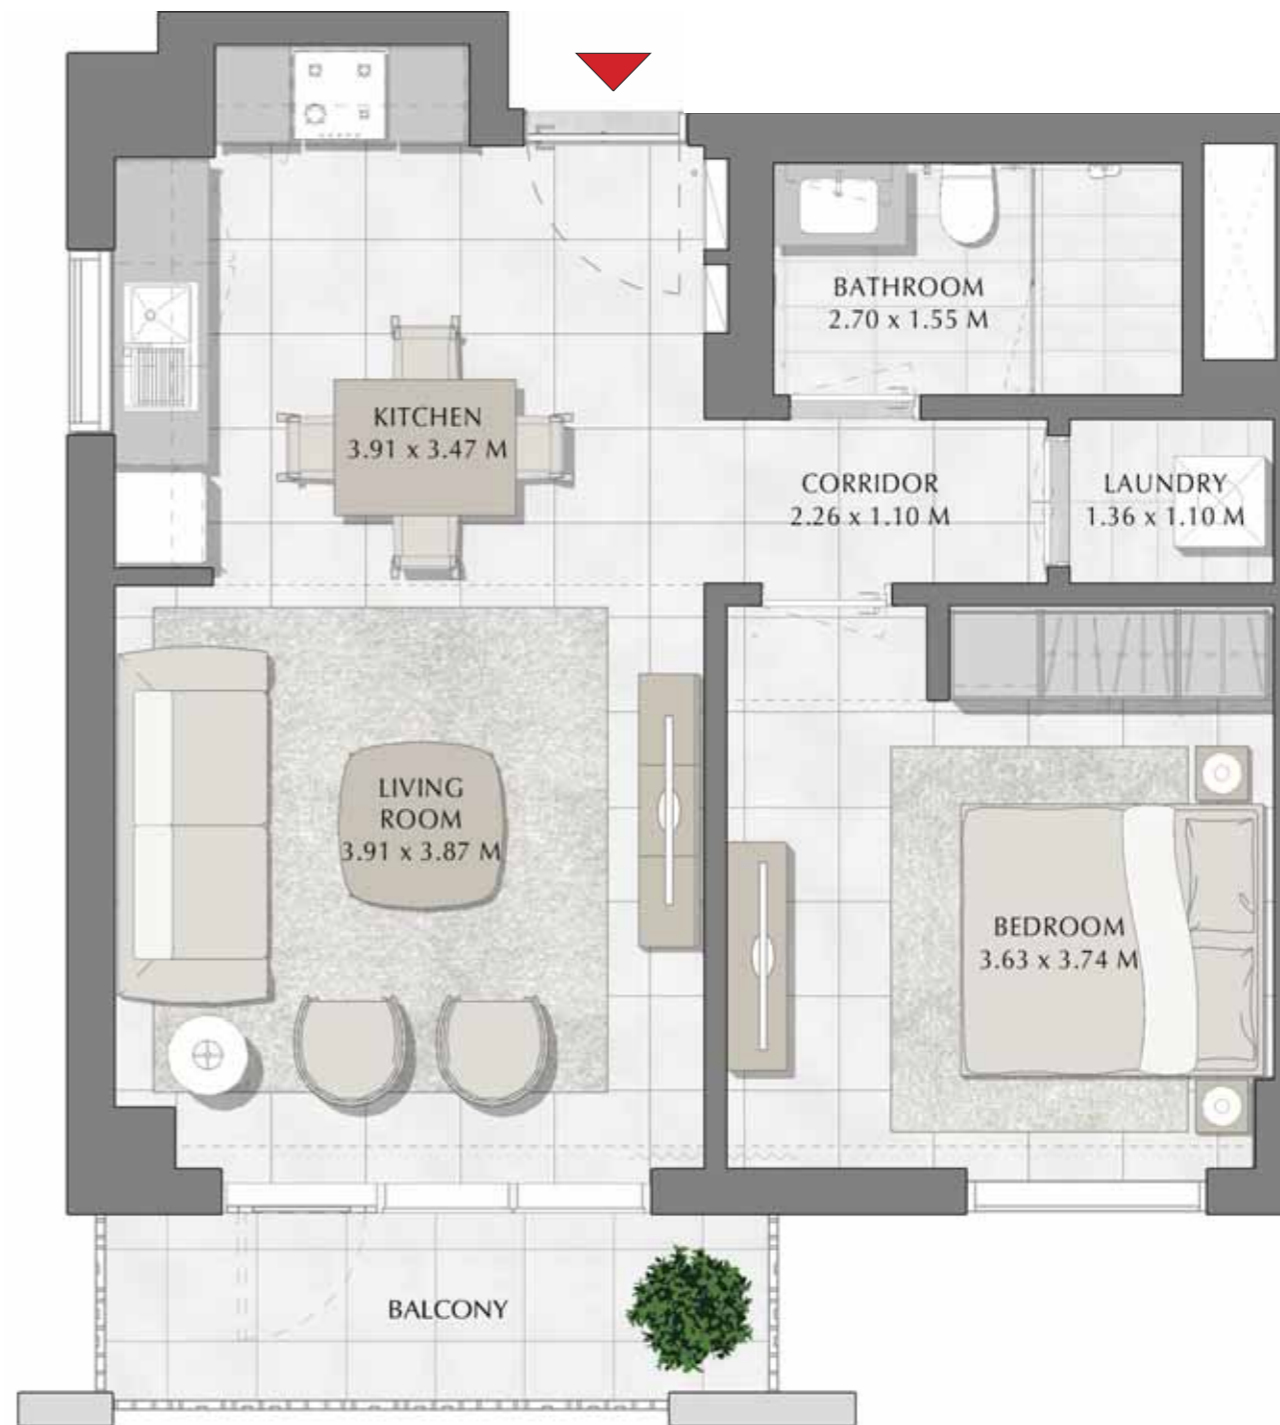 BATHROOM
2.70 x 1.55 M
KITCHEN
3.91 x 3.47 M
CORRIDOR
2.26 x 1.10 M
LAUNDRY
1.36 x 1.10 M
LIVING
ROOM
3.91 x 3.87 M
BEDROOM
3.63 x 3.74 M
BALCONY